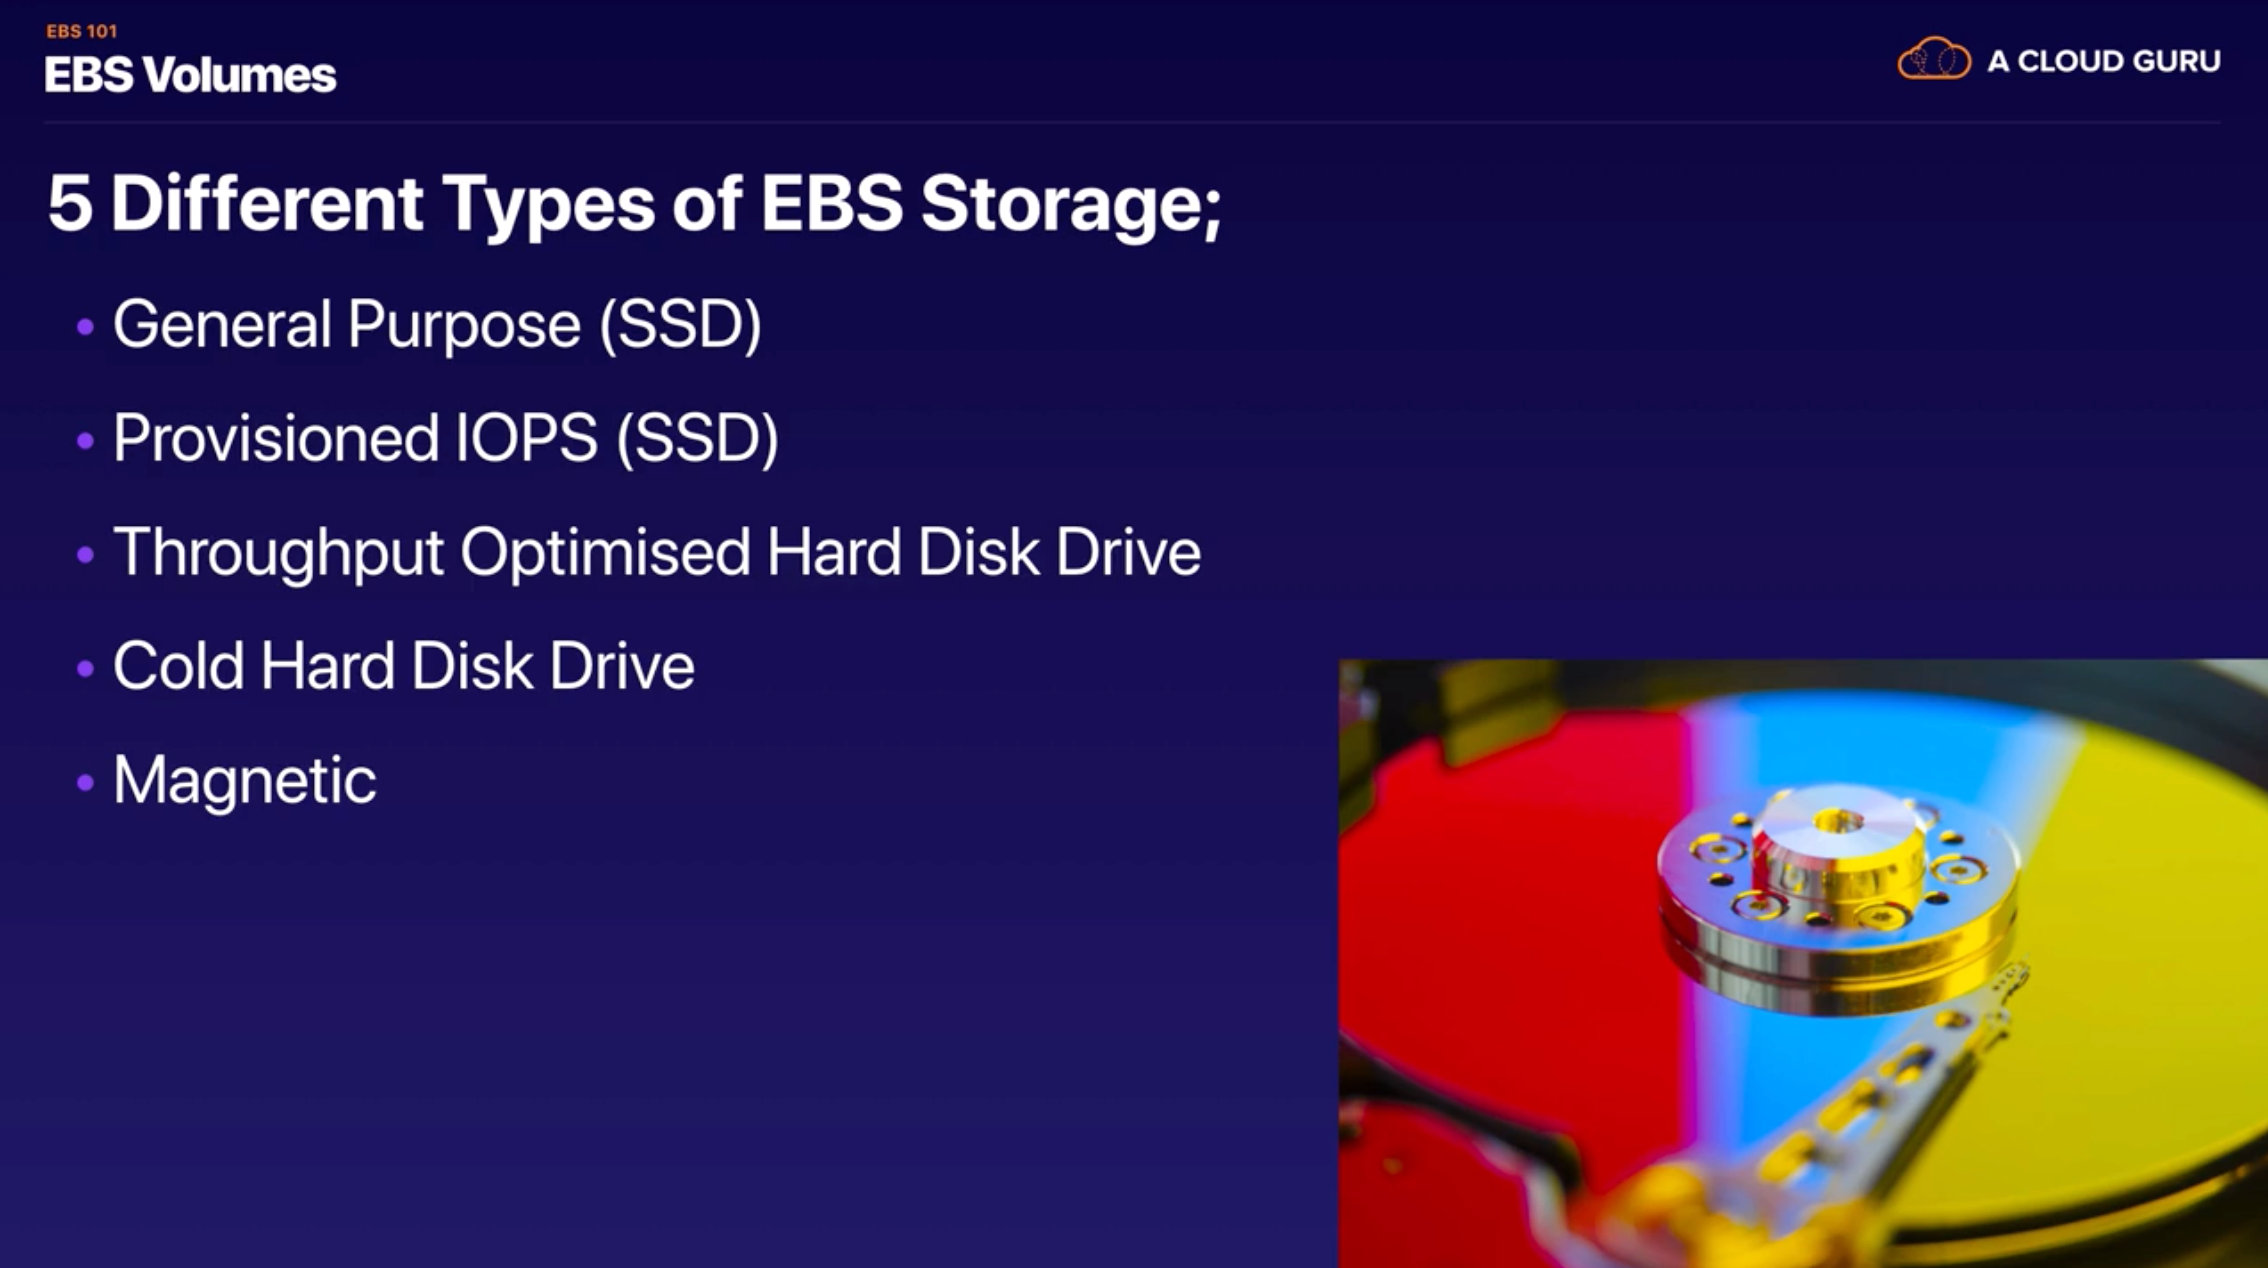 EBS 101
EBS Volumes
A CLOUD GURU
5 Different Types of EBS Storage;
• General Purpose (SSD)
• Provisioned IOPS (SSD)
• Throughput Optimised Hard Disk Drive
• Cold Hard Disk Drive
• Magnetic